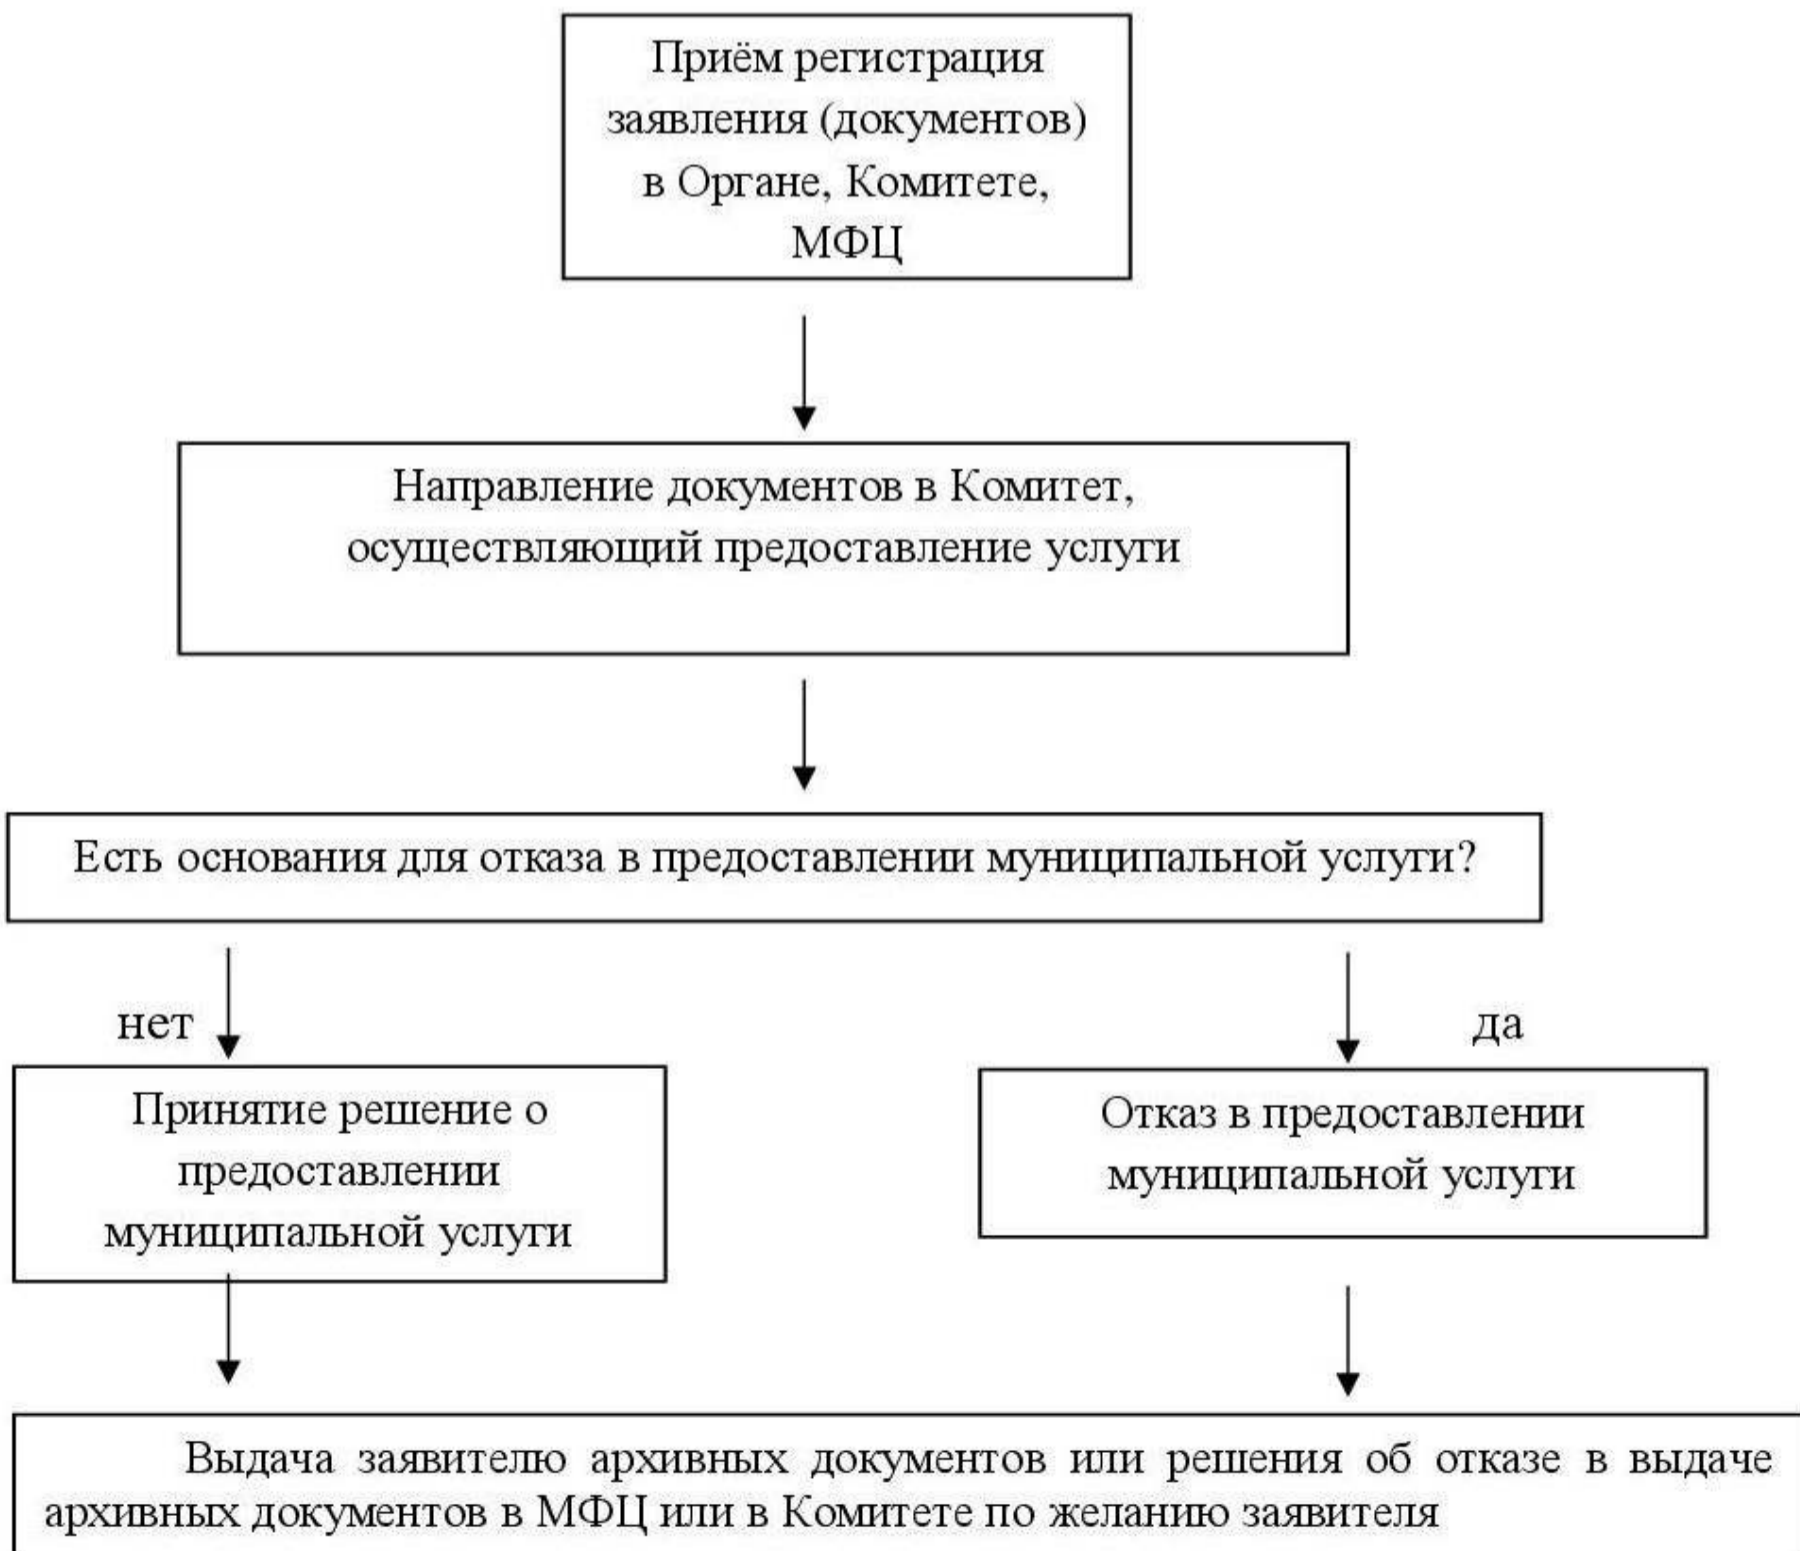 Приём регистрация
заявления (документов)
в Органе, Комитете,
МФЦ
Направление документов в Комитет,
осуществляющий предоставление услуги
Есть основания для отказа в предоставлении муниципальной услуги?
нет
да
Принятие решение о
предоставлении
муниципальной услуги
Отказ в предоставлении
муниципальной услуги
Выдача заявителю архивных документов или решения об отказе в выдаче
архивных документов в МФЦ или в Комитете по желанию заявителя